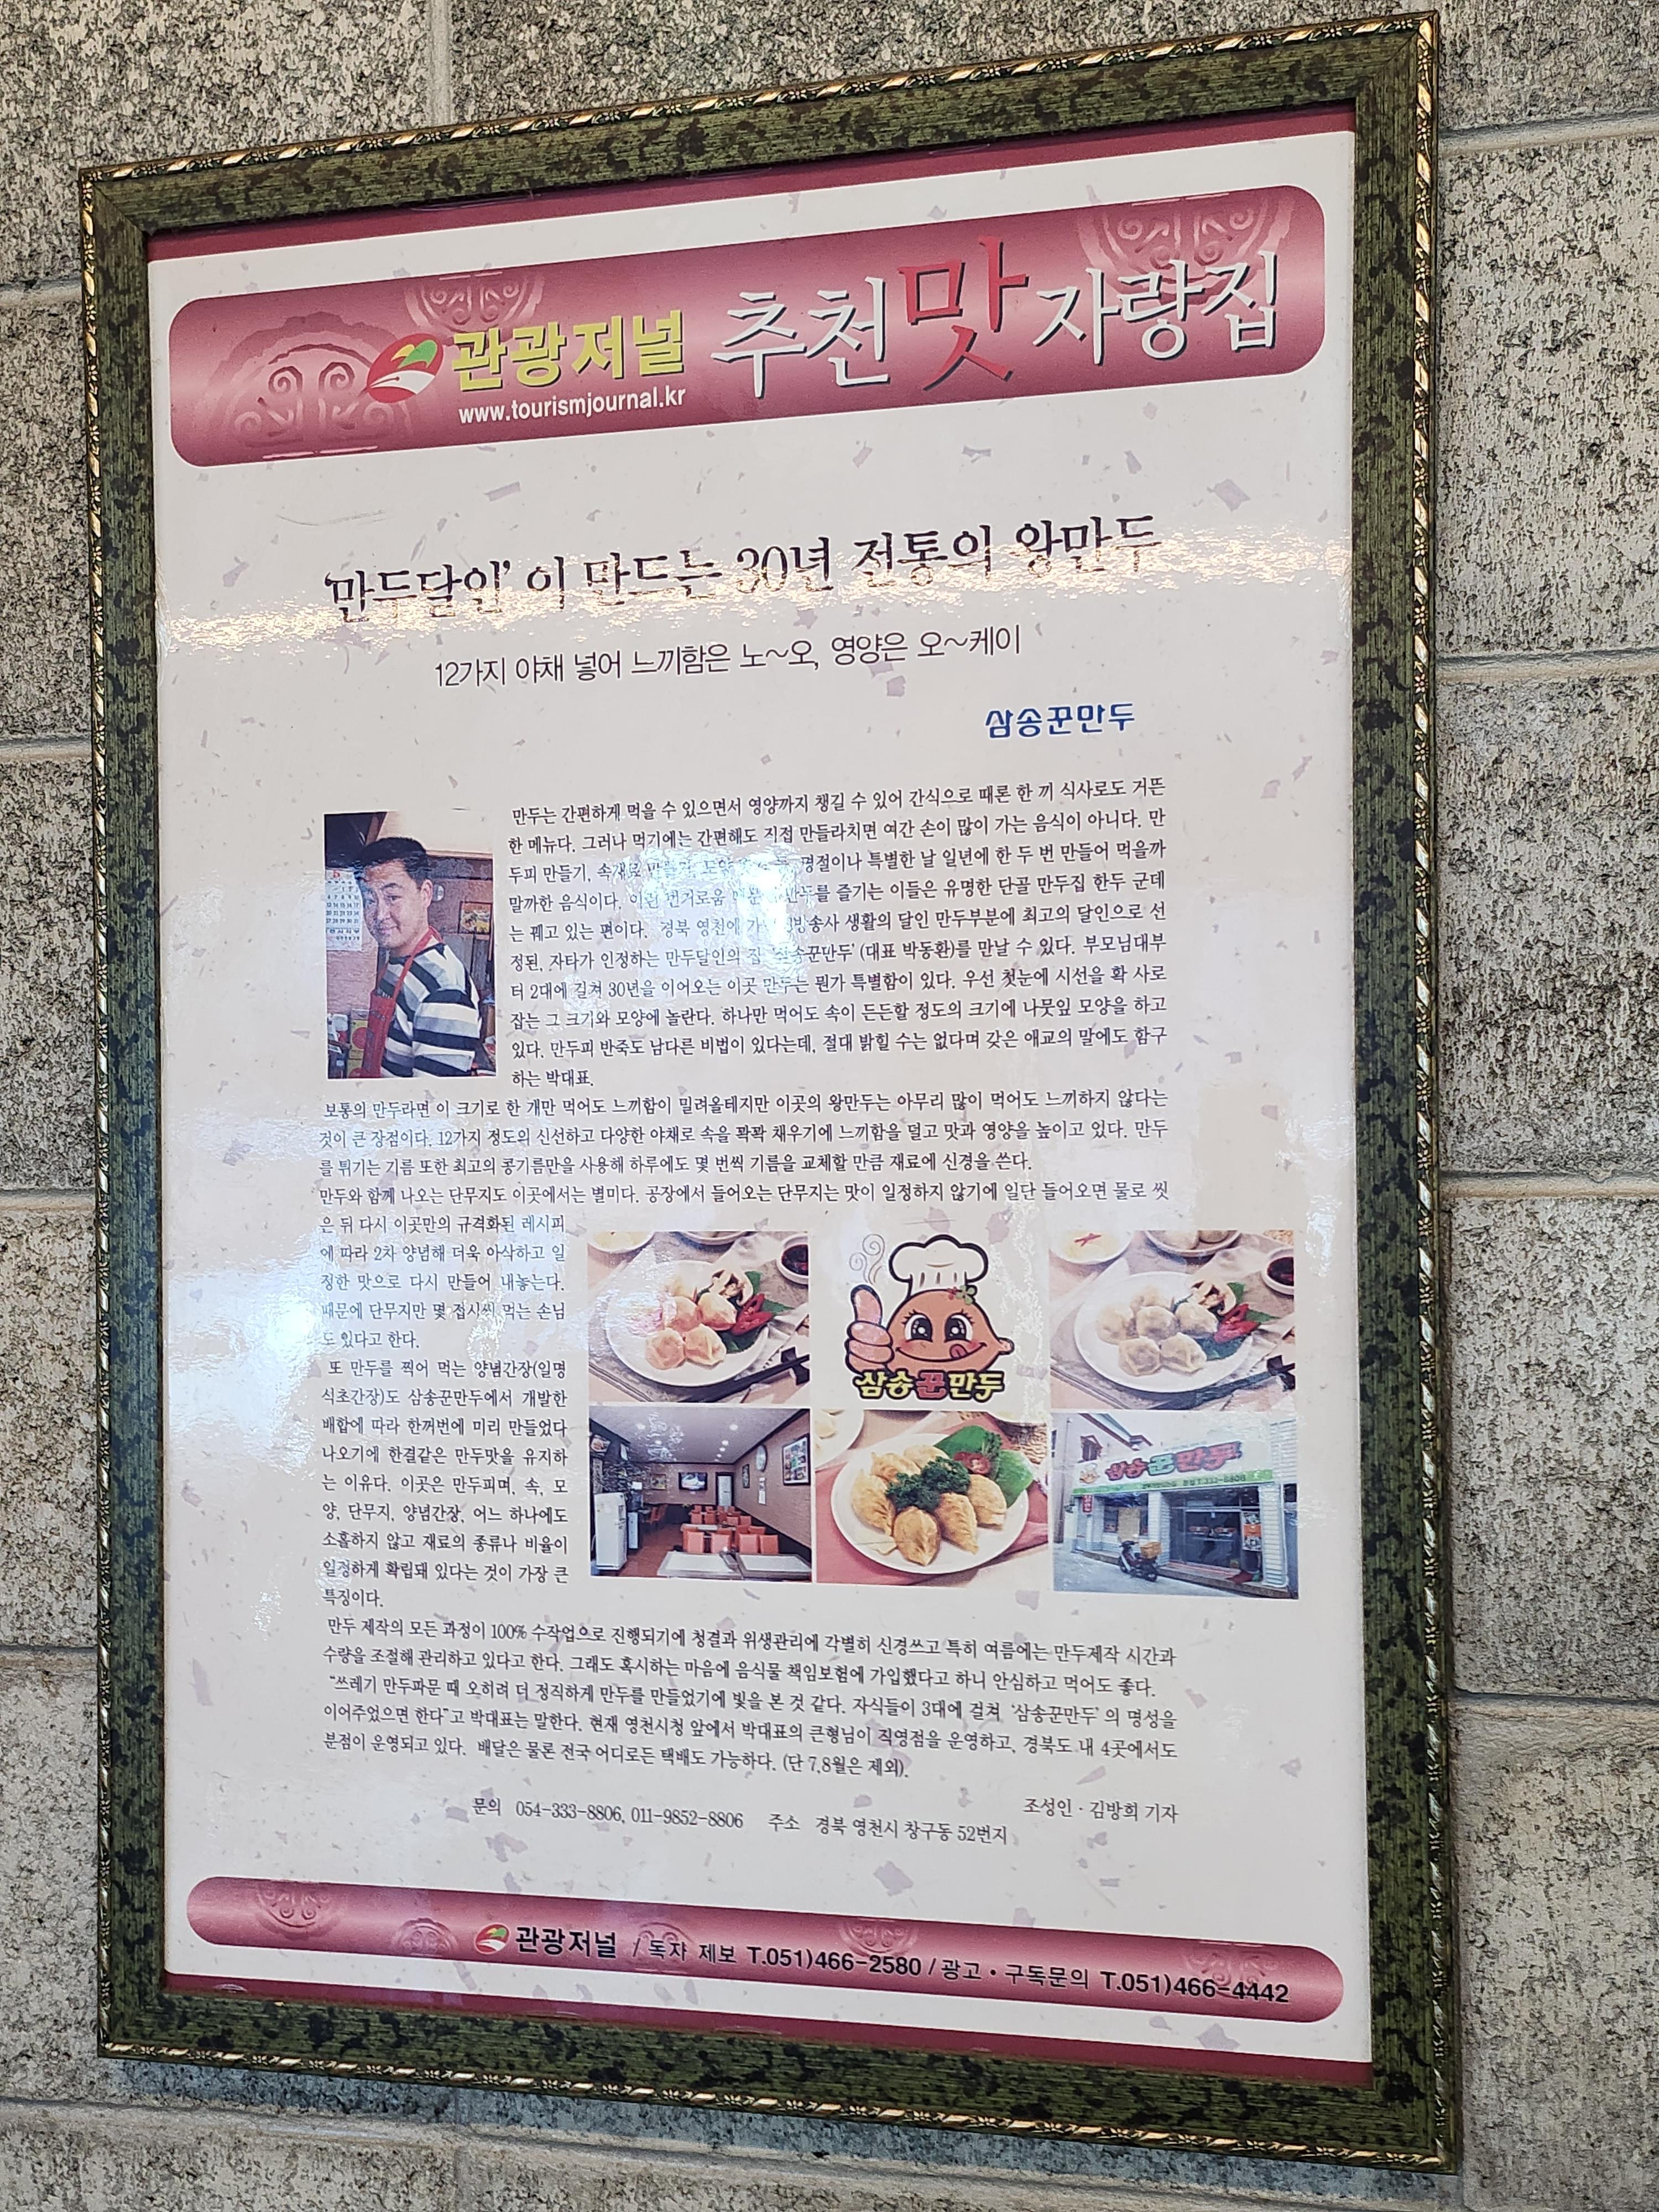 관광저널
www.tourismjournal.kr
추천 맛 자랑집
'만두달인' 이 만드는 30년 전통의 왕만두
12가지 야채 넣어 느끼함은 노~오, 영양은 오~케이
삼송꾼만두
만두는 간편하게 먹을 수 있으면서 영양까지 챙길 수 있어 간식으로 때론 한 끼 식사로도 거뜬
한 메뉴다. 그러나 먹기에는 간편해도 직접 만들라치면 여간 손이 많이 가는 음식이 아니다. 만
두피 만들기, 속재료 만들기, 명절이나 특별한 날 일년에 한 두 번 만들어 먹을까
말까한 음식이다. 이런 번거로움 만두를 즐기는 이들은 유명한 단골 만두집 한두 군데
는 꿰고 있는 편이다. 경북 영천에 방송사 생활의 달인 만두부분에 최고의 달인으로 선
정된, 자타가 인정하는 만두달인의 집 '삼송꾼만두' (대표 박동환)를 만날 수 있다. 부모님대부
터 2대에 걸쳐 30년을 이어오는 이곳 만두는 뭔가 특별함이 있다. 우선 첫눈에 시선을 확 사로
잡는 그 크기와 모양에 놀란다. 하나만 먹어도 속이 든든할 정도의 크기에 나뭇잎 모양을 하고
있다. 만두피 반죽도 남다른 비법이 있다는데, 절대 밝힐 수는 없다며 갖은 애교의 말에도 함구
하는 박대표.
보통의 만두라면 이 크기로 한 개만 먹어도 느끼함이 밀려올테지만 이곳의 왕만두는 아무리 많이 먹어도 느끼하지 않다는
것이 큰 장점이다. 12가지 정도의 신선하고 다양한 야채로 속을 꽉꽉 채우기에 느끼함을 덜고 맛과 영양을 높이고 있다. 만두
를 튀기는 기름 또한 최고의 콩기름만을 사용해 하루에도 몇 번씩 기름을 교체할 만큼 재료에 신경을 쓴다.
만두와 함께 나오는 단무지도 이곳에서는 별미다. 공장에서 들어오는 단무지는 맛이 일정하지 않기에 일단 들어오면 물로 씻
은 뒤 다시 이곳만의 규격화된 레시피
에 따라 2차 양념해 더욱 아삭하고 일
정한 맛으로 다시 만들어 내놓는다.
때문에 단무지만 몇 접시씩 먹는 손님
도 있다고 한다.
또 만두를 찍어 먹는 양념간장(일명
식초간장)도 삼송꾼만두에서 개발한
배합에 따라 한꺼번에 미리 만들었다
나오기에 한결같은 만두맛을 유지하
는 이유다. 이곳은 만두피며, 속, 모
양, 단무지, 양념간장, 어느 하나에도
소홀하지 않고 재료의 종류나 비율이
일정하게 확립돼 있다는 것이 가장 큰
특징이다.
삼송꾼만두
삼송꾼만두
333-8806
만두 제작의 모든 과정이 100% 수작업으로 진행되기에 청결과 위생관리에 각별히 신경쓰고 특히 여름에는 만두제작 시간과
수량을 조절해 관리하고 있다고 한다. 그래도 혹시하는 마음에 음식물 책임보험에 가입했다고 하니 안심하고 먹어도 좋다.
"쓰레기 만두파문 때 오히려 더 정직하게 만두를 만들었기에 빛을 본 것 같다. 자식들이 3대에 걸쳐 '삼송꾼만두' 의 명성을
이어주었으면 한다"고 박대표는 말한다. 현재 영천시청 앞에서 박대표의 큰형님이 직영점을 운영하고, 경북도 내 4곳에서도
분점이 운영되고 있다. 배달은 물론 전국 어디로든 택배도 가능하다. (단 7,8월은 제외).
조성인 · 김방희 기자
문의 054-333-8806, 011-9852-8806 주소 경북 영천시 창구동 52번지
관광저널 / 독자 제보 T.051)466-2580 / 광고 · 구독문의 T.051)466-4442